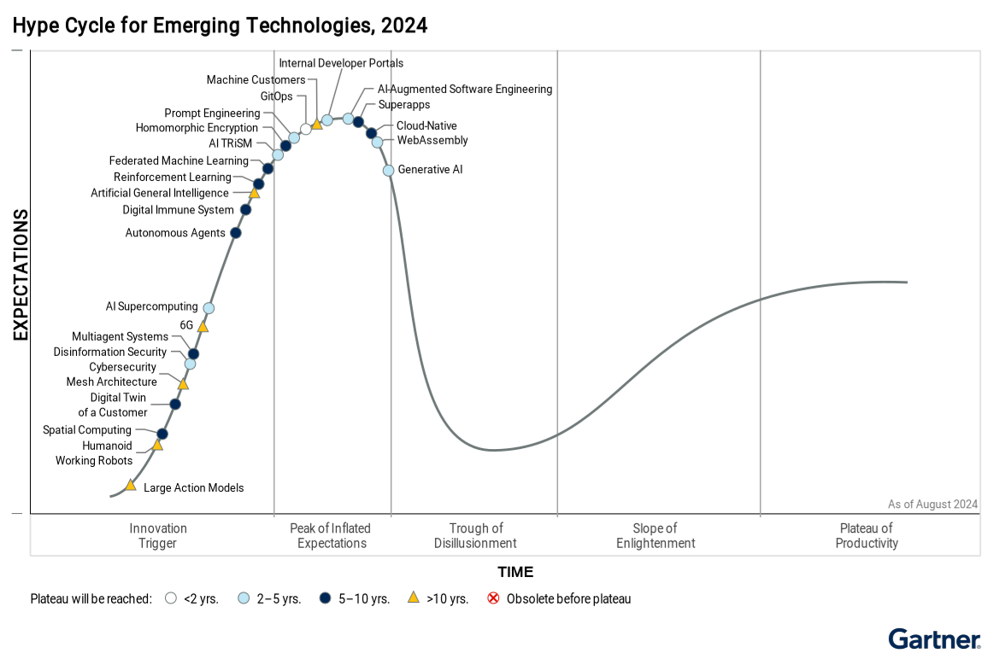 Hype Cycle for Emerging Technologies, 2024
EXPECTATIONS
Internal Developer Portals
Machine Customers
GitOps
Prompt Engineering
Homomorphic Encryption
AI TRiSM
Federated Machine Learning
Reinforcement Learning
Artificial General Intelligence
Digital Immune System
Autonomous Agents
AI Supercomputing
6G
Multiagent Systems
Disinformation Security
Cybersecurity
Mesh Architecture
Digital Twin
of a Customer
Spatial Computing
Humanoid
Working Robots
Large Action Models
AI-Augmented Software Engineering
Superapps
Cloud-Native
WebAssembly
Generative AI
As of August 2024
Innovation
Trigger
Peak of Inflated
Expectations
Trough of
Disillusionment
Slope of
Enlightenment
Plateau of
Productivity
TIME
Plateau will be reached: <2 yrs. 2–5 yrs. 5–10 yrs. >10 yrs. Obsolete before plateau
Gartner®